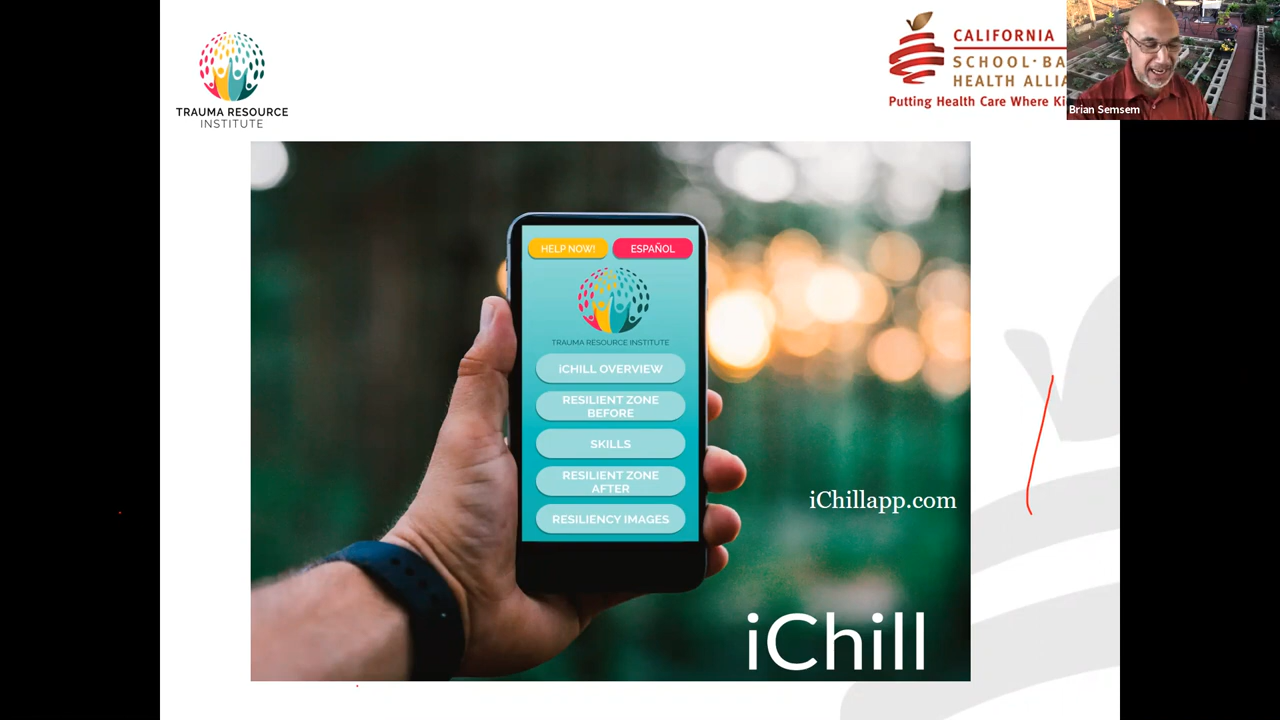 TRAUMA RESOURCE
INSTITUTE
CALIFORNIA
SCHOOL·BA
HEALTH ALLIA
Putting Health Care Where Ki
Brian Semsem
HELP NOW!
ESPAÑOL
TRAUMA RESOURCE INSTITUTE
iCHILL OVERVIEW
RESILIENT ZONE
BEFORE
SKILLS
RESILIENT ZONE
AFTER
RESILIENCY IMAGES
iChillapp.com
iChill